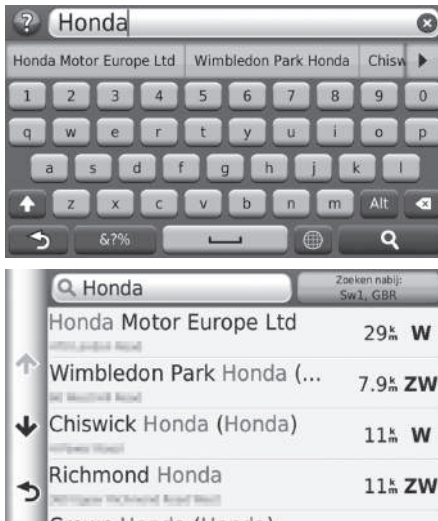 ? Honda
Honda Motor Europe Ltd Wimbledon Park Honda Chisw
1 2 3 4 5 6 7 8 9 0
q w e r t y u i o p
a s d f g h j k l
z x c v b n m Alt
&?%
Honda
Zoeken nabij:
Sw1, GBR
Honda Motor Europe Ltd 29 km W
Wimbledon Park Honda (... 7.9 km ZW
Chiswick Honda (Honda) 11 km W
Richmond Honda 11 km ZW